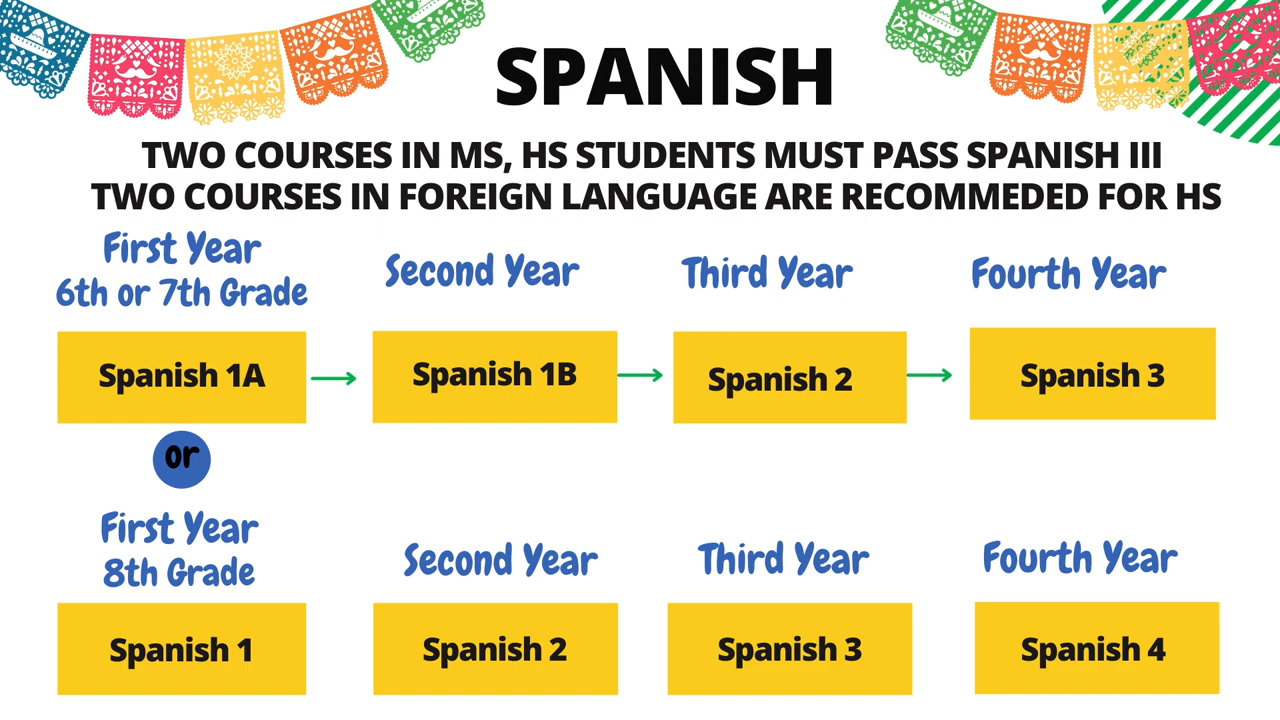 SPANISH
TWO COURSES IN MS, HS STUDENTS MUST PASS SPANISH III
TWO COURSES IN FOREIGN LANGUAGE ARE RECOMMEDED FOR HS
First Year
6th or 7th Grade
Second Year
Third Year
Fourth Year
Spanish 1A
Spanish 1B
Spanish 2
Spanish 3
or
First Year
8th Grade
Second Year
Third Year
Fourth Year
Spanish 1
Spanish 2
Spanish 3
Spanish 4